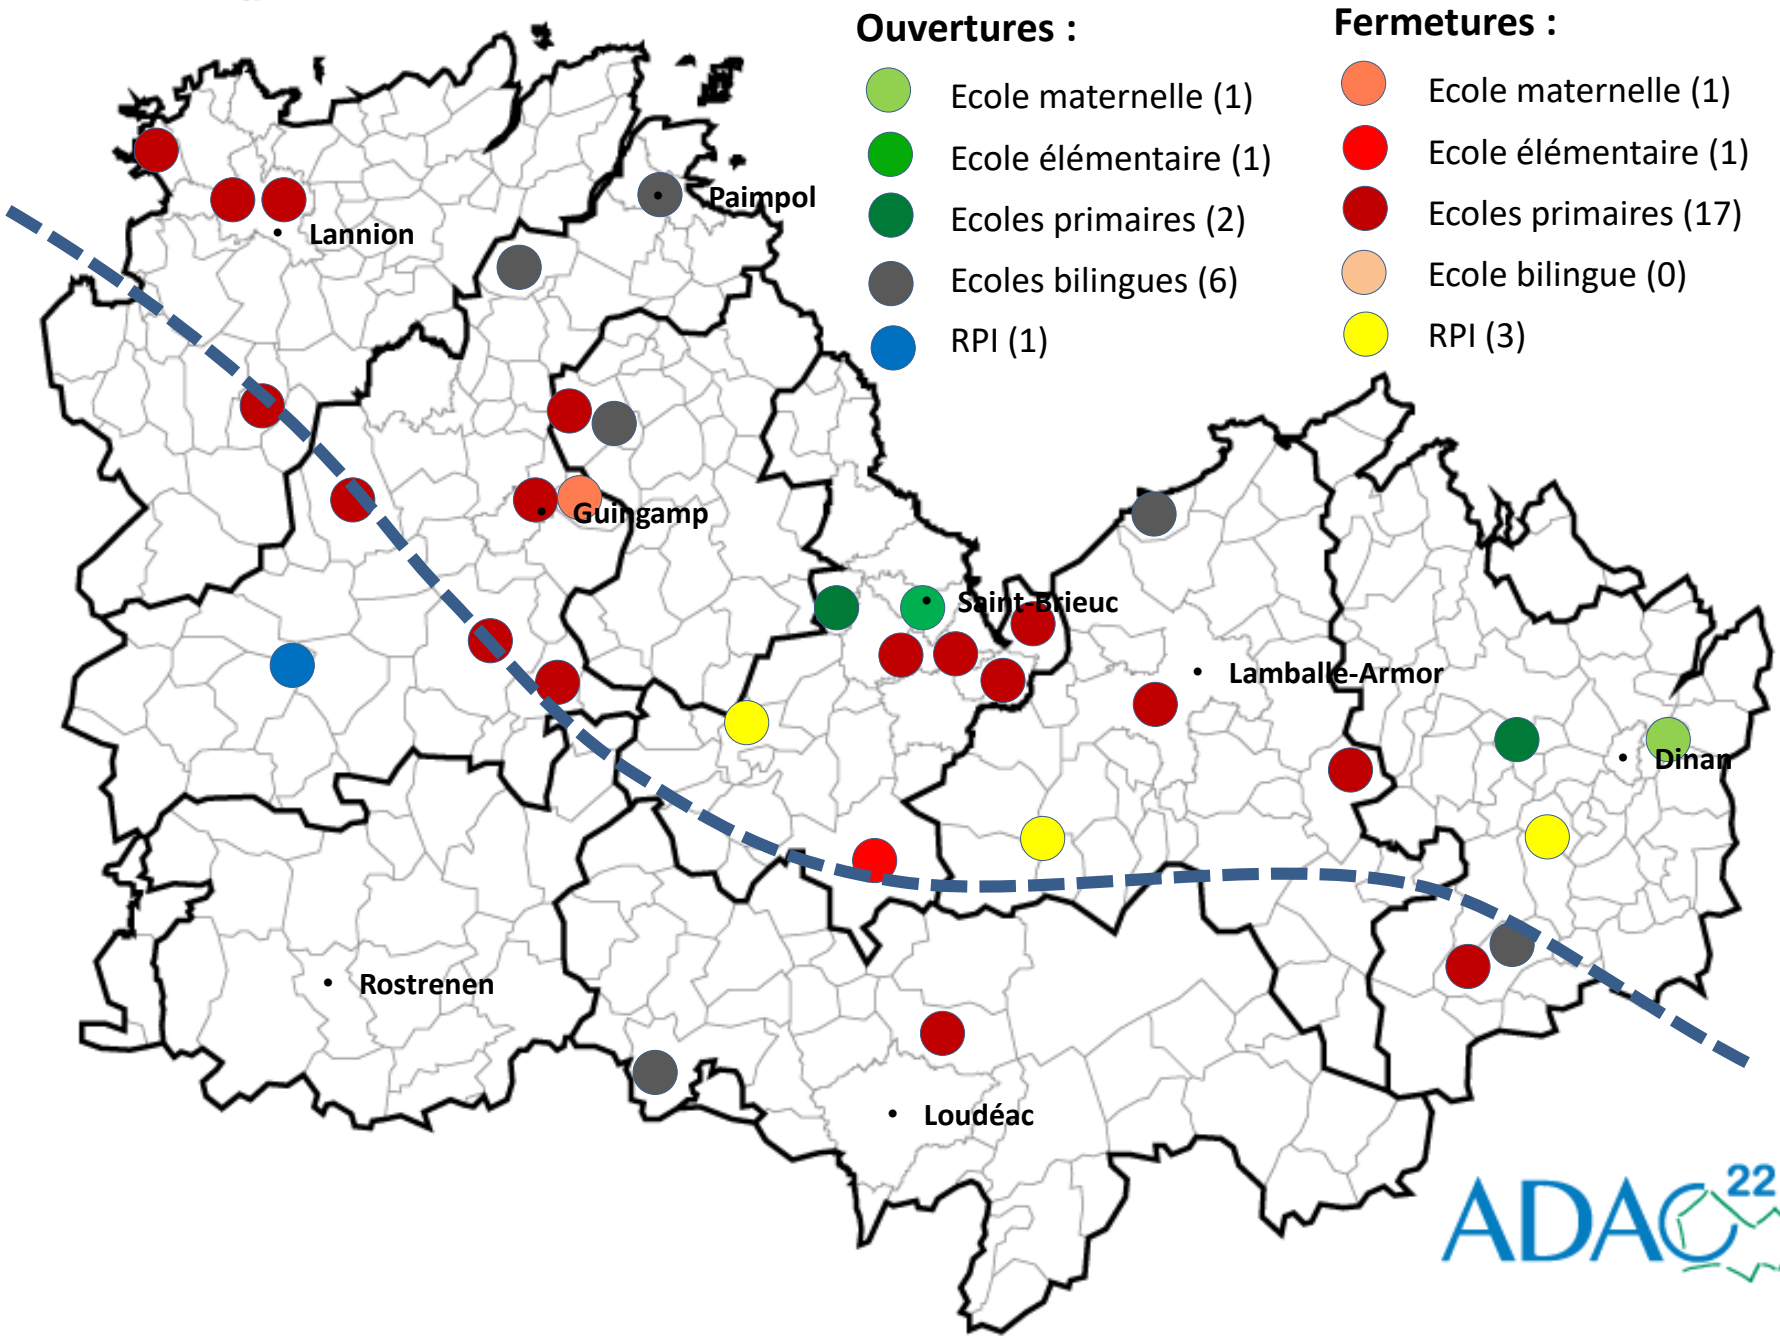 Ouvertures :
Ecole maternelle (1)
Ecole élémentaire (1)
Ecoles primaires (2)
Ecoles bilingues (6)
RPI (1)
Fermetures :
Ecole maternelle (1)
Ecole élémentaire (1)
Ecoles primaires (17)
Ecole bilingue (0)
RPI (3)
Paimpol
Lannion
Guingamp
Saint-Brieuc
Lamballe-Armor
Dinan
Rostrenen
Loudéac
ADAC 22